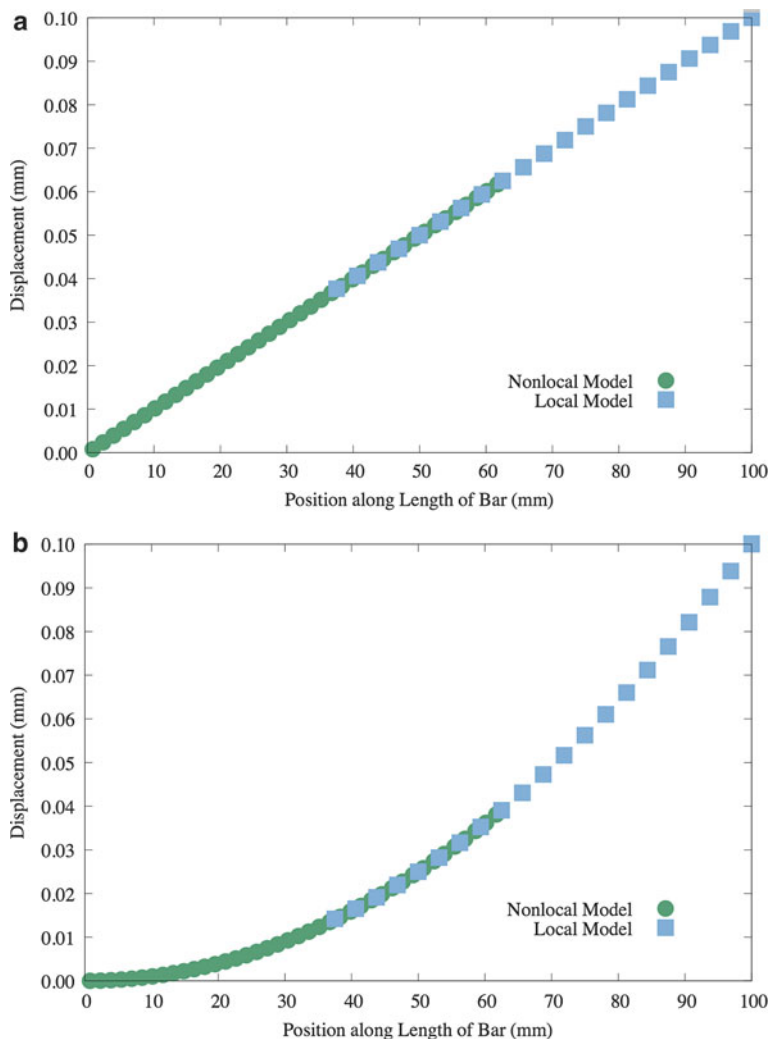 a
0.10
0.09
0.08
0.07
0.06
0.05
0.04
0.03
0.02
0.01
0.00
Displacement (mm)
Nonlocal Model
Local Model
0 10 20 30 40 50 60 70 80 90 100
Position along Length of Bar (mm)
b
0.10
0.09
0.08
0.07
0.06
0.05
0.04
0.03
0.02
0.01
0.00
Displacement (mm)
Nonlocal Model
Local Model
0 10 20 30 40 50 60 70 80 90 100
Position along Length of Bar (mm)